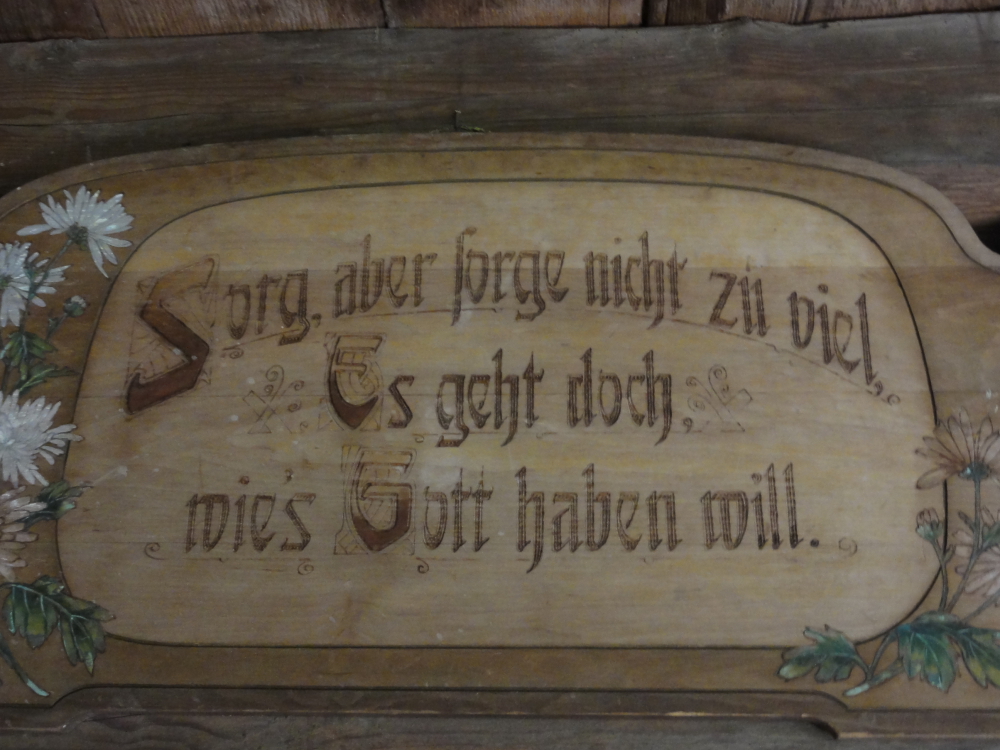 Sorg, aber sorge nicht zu viel,
Es geht doch,
wie's Gott haben will.